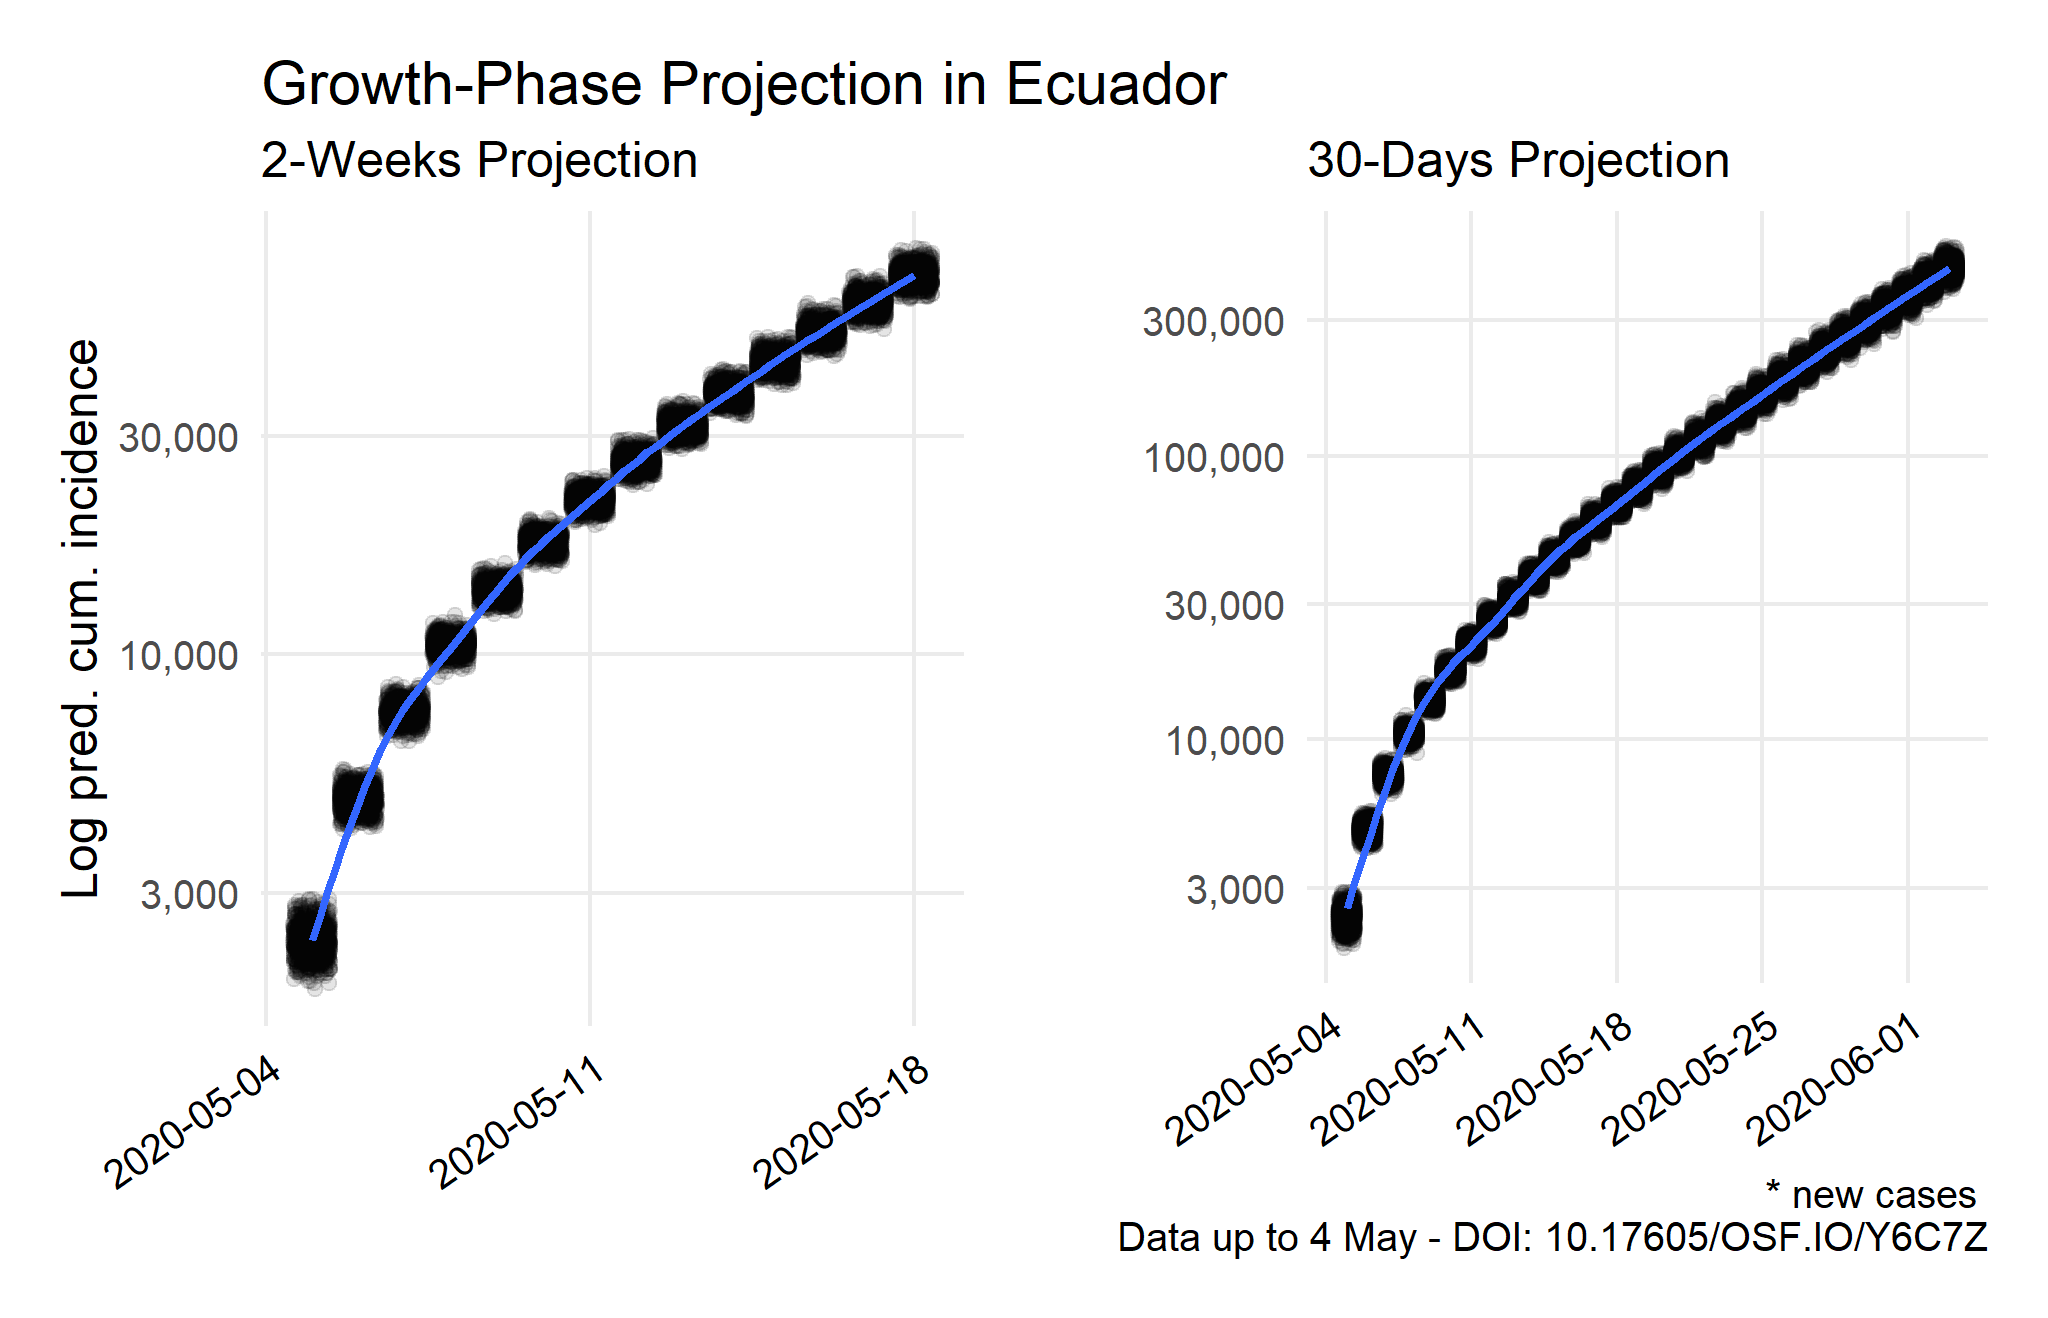 Growth-Phase Projection in Ecuador
2-Weeks Projection
Log pred. cum. incidence
30,000
10,000
3,000
2020-05-04
2020-05-11
2020-05-18
30-Days Projection
300,000
100,000
30,000
10,000
3,000
2020-05-04
2020-05-11
2020-05-18
2020-05-25
2020-06-01
* new cases
Data up to 4 May - DOI: 10.17605/OSF.IO/Y6C7Z